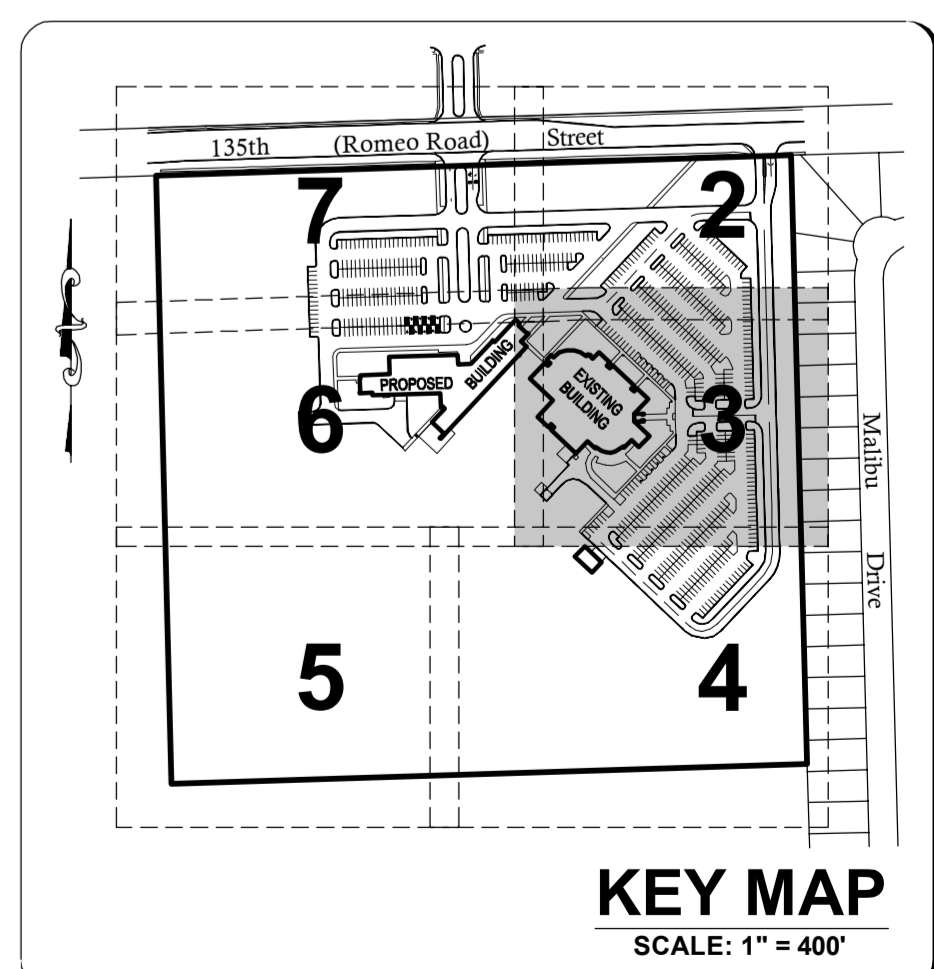 135th (Romeo Road) Street
7
2
PROPOSED BUILDING
EXISTING
BUILDING
6
3
Malibu Drive
5
4
KEY MAP
SCALE: 1" = 400'